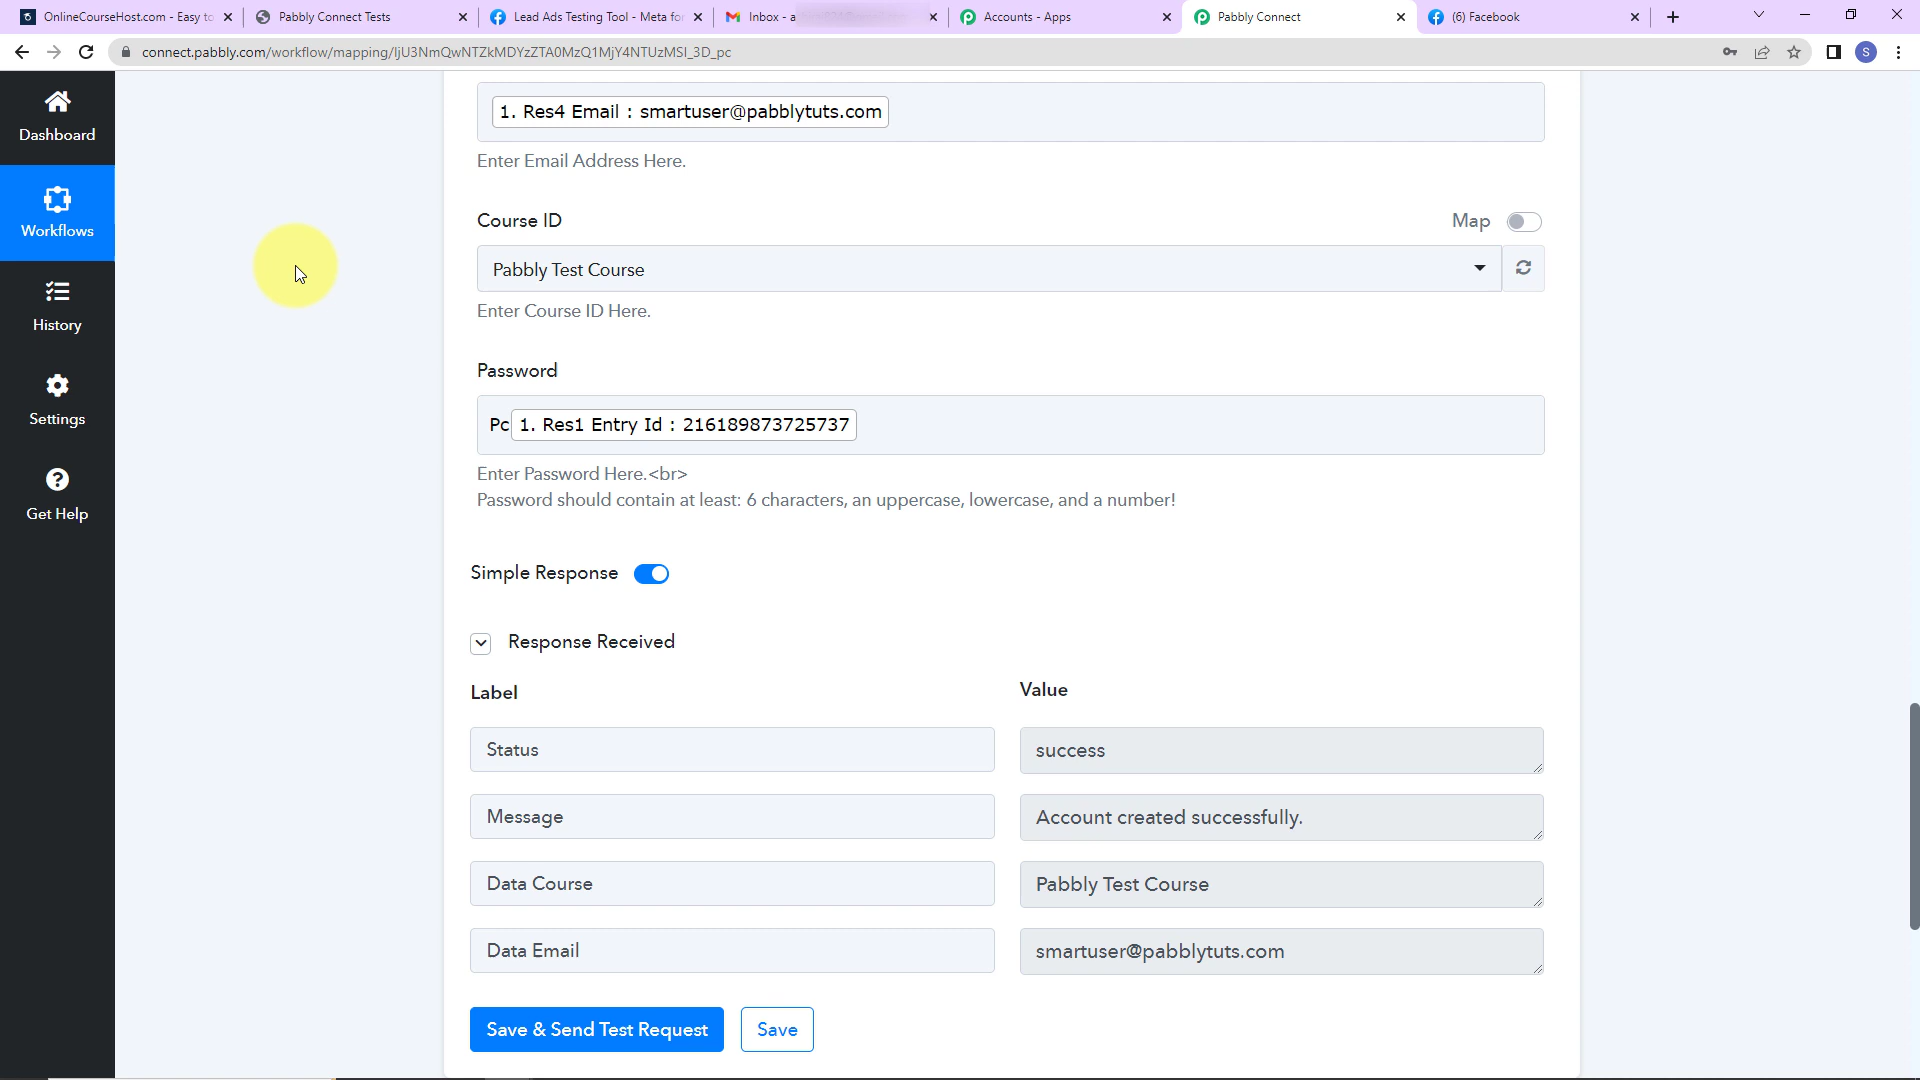 OnlineCourseHost.com - Easy to
Pabbly Connect Tests
Lead Ads Testing Tool - Meta for
Inbox - a
Accounts - Apps
Pabbly Connect
(6) Facebook
connect.pabbly.com/workflow/mapping/IjU3NmQwNTZkMDYzZTA0MzQ1MjY4NTUzMSI_3D_pc
S
Dashboard
Workflows
History
Settings
Get Help
1. Res4 Email : smartuser@pabblytuts.com
Enter Email Address Here.
Course ID
Map
Pabbly Test Course
Enter Course ID Here.
Password
Pc 1. Res1 Entry Id : 216189873725737
Enter Password Here.<br>
Password should contain at least: 6 characters, an uppercase, lowercase, and a number!
Simple Response
Response Received
Label
Value
Status
success
Message
Account created successfully.
Data Course
Pabbly Test Course
Data Email
smartuser@pabblytuts.com
Save & Send Test Request
Save